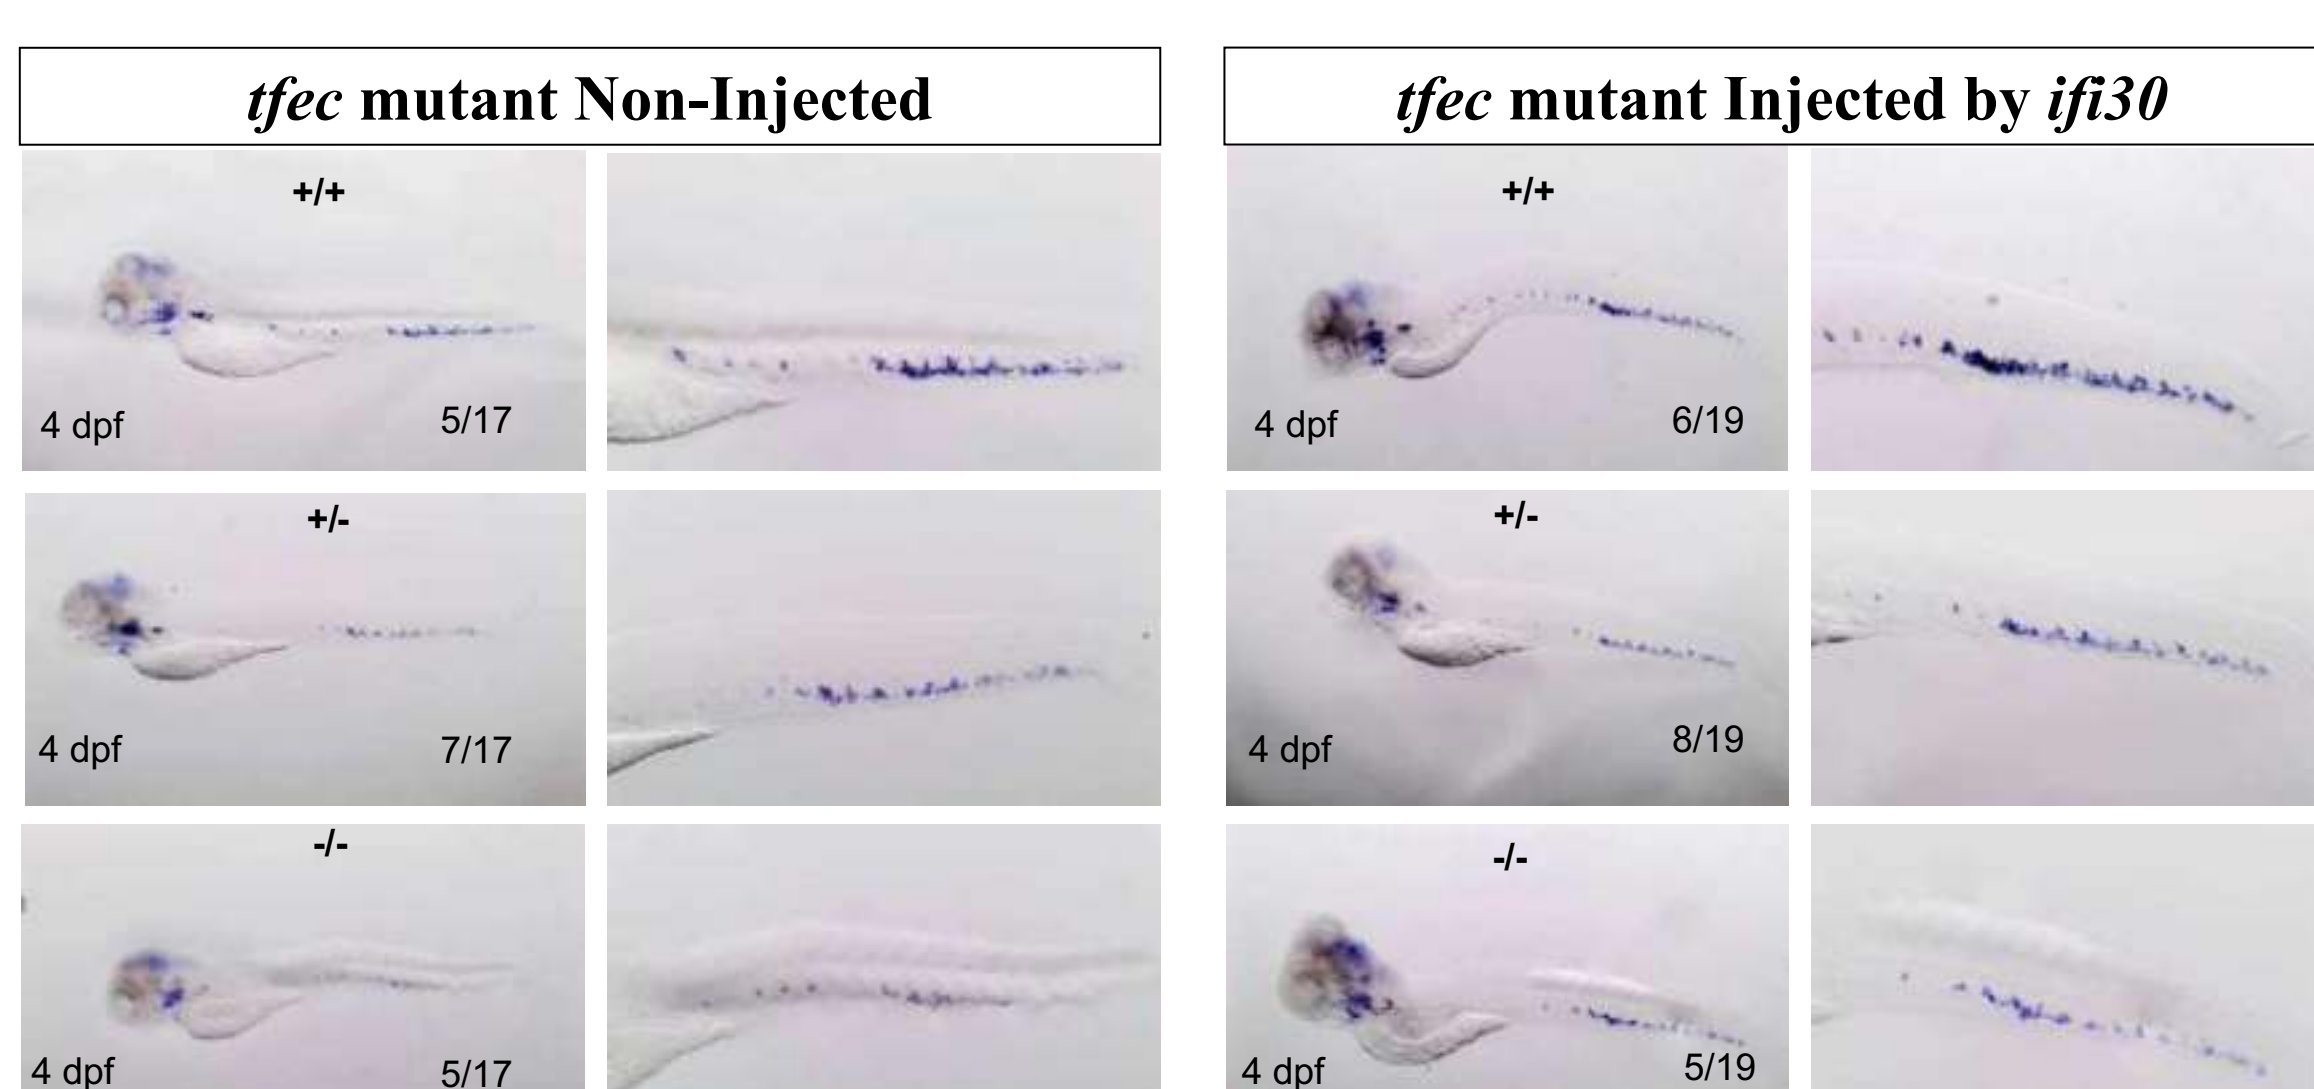 tfec mutant Non-Injected
tfec mutant Injected by ifi30
+/+
4 dpf
5/17
+/+
4 dpf
6/19
+/-
4 dpf
7/17
+/-
4 dpf
8/19
-/-
4 dpf
5/17
-/-
4 dpf
5/19